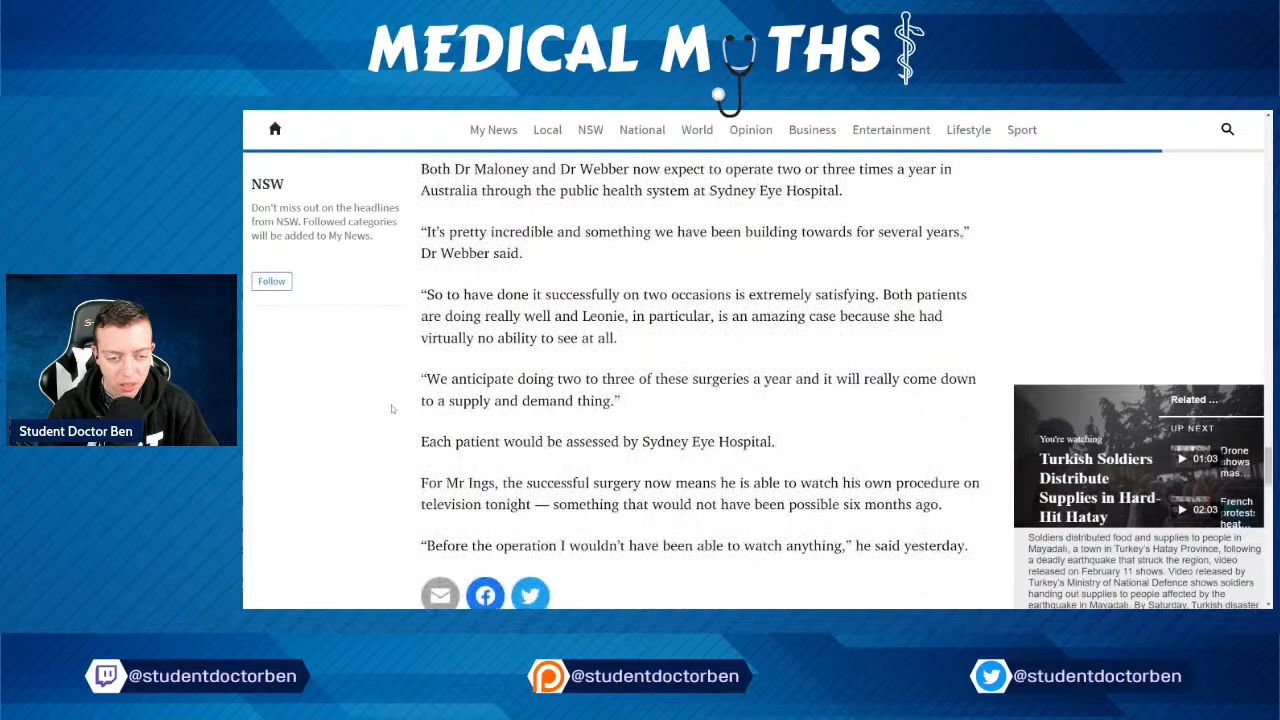 MEDICAL MYTHS
My News Local NSW National World Opinion Business Entertainment Lifestyle Sport
NSW
Don't miss out on the headlines
from NSW. Followed categories
will be added to My News.
Follow
Both Dr Maloney and Dr Webber now expect to operate two or three times a year in
Australia through the public health system at Sydney Eye Hospital.
“It’s pretty incredible and something we have been building towards for several years,”
Dr Webber said.
“So to have done it successfully on two occasions is extremely satisfying. Both patients
are doing really well and Leonie, in particular, is an amazing case because she had
virtually no ability to see at all.
“We anticipate doing two to three of these surgeries a year and it will really come down
to a supply and demand thing.”
Each patient would be assessed by Sydney Eye Hospital.
For Mr Ings, the successful surgery now means he is able to watch his own procedure on
television tonight — something that would not have been possible six months ago.
“Before the operation I wouldn’t have been able to watch anything,” he said yesterday.
Student Doctor Ben
You're watching
Turkish Soldiers
Distribute
Supplies in Hard-
Hit Hatay
Related ...
UP NEXT
01:03
Drone
shows
mas...
02:03
French
protest:
heat...
Soldiers distributed food and supplies to people in
Mayadalı, a town in Turkey's Hatay Province, following
a deadly earthquake that struck the region, video
released on February 11 shows. Video released by
Turkey's Ministry of National Defence shows soldiers
handing out supplies to people affected by the
earthquake in Mayadalı. By Saturday, Turkish disaster
@studentdoctorben
@studentdoctorben
@studentdoctorben